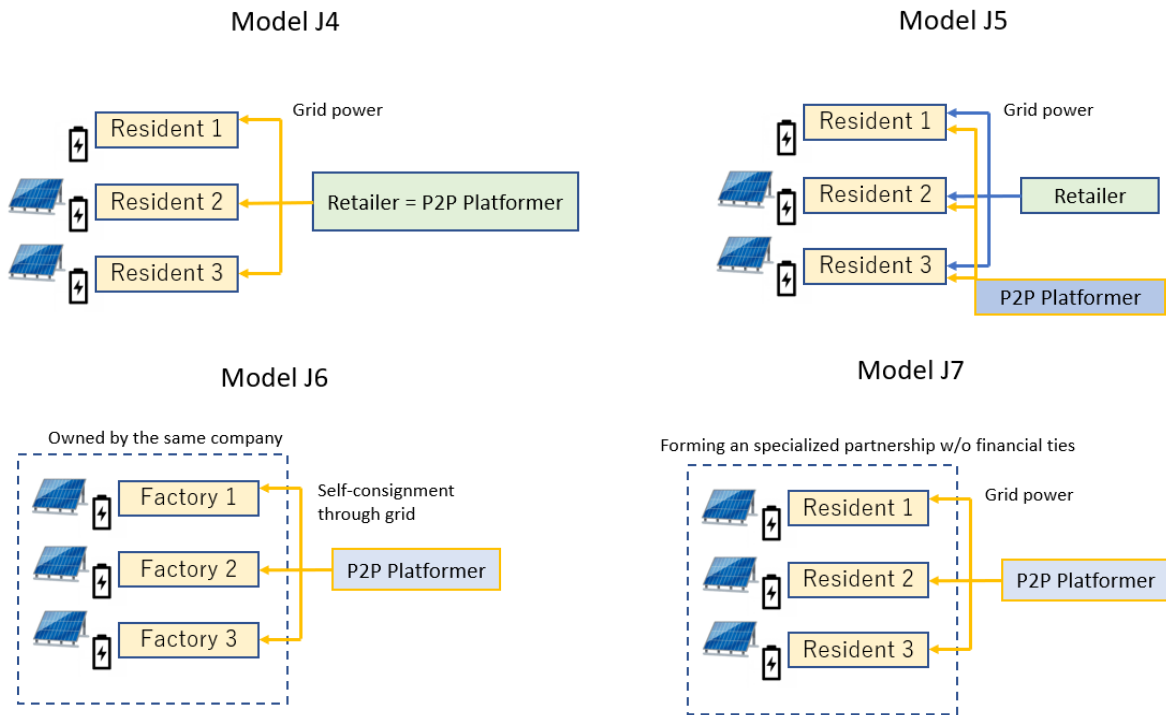 Model J4
Grid power
Resident 1
Resident 2
Resident 3
Retailer = P2P Platformer
Model J5
Grid power
Resident 1
Resident 2
Resident 3
Retailer
P2P Platformer
Model J6
Owned by the same company
Factory 1
Factory 2
Factory 3
Self-consignment
through grid
P2P Platformer
Model J7
Forming an specialized partnership w/o financial ties
Grid power
Resident 1
Resident 2
Resident 3
P2P Platformer